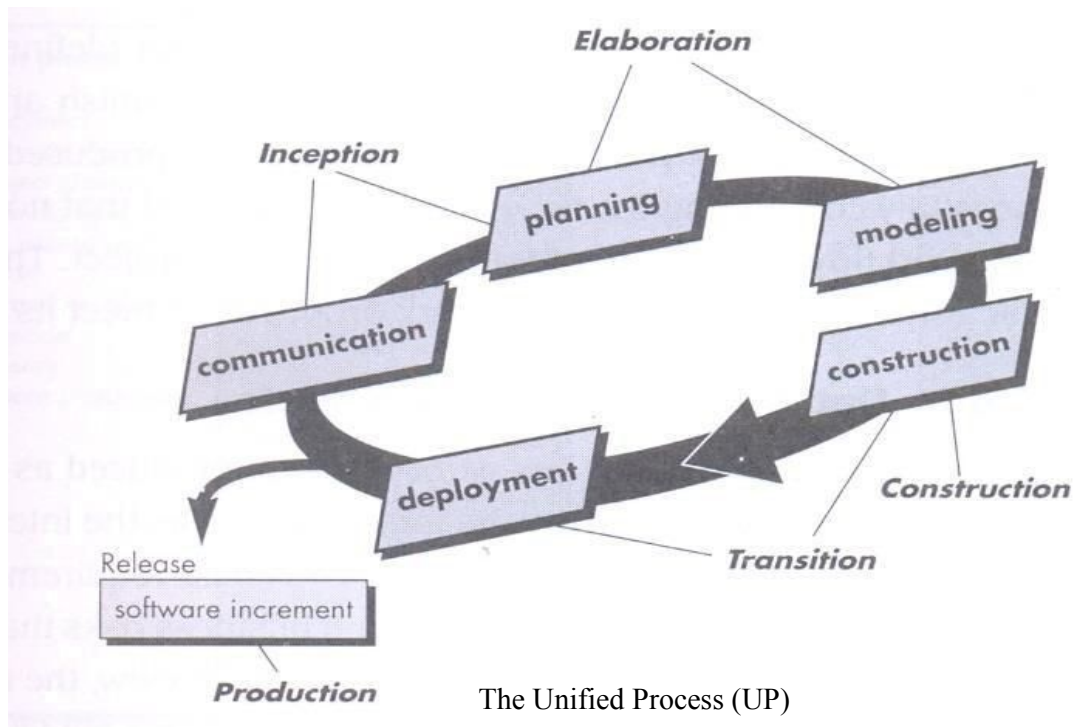 Elaboration
Inception
planning
modeling
communication
construction
deployment
Construction
Transition
Release
software increment
Production
The Unified Process (UP)